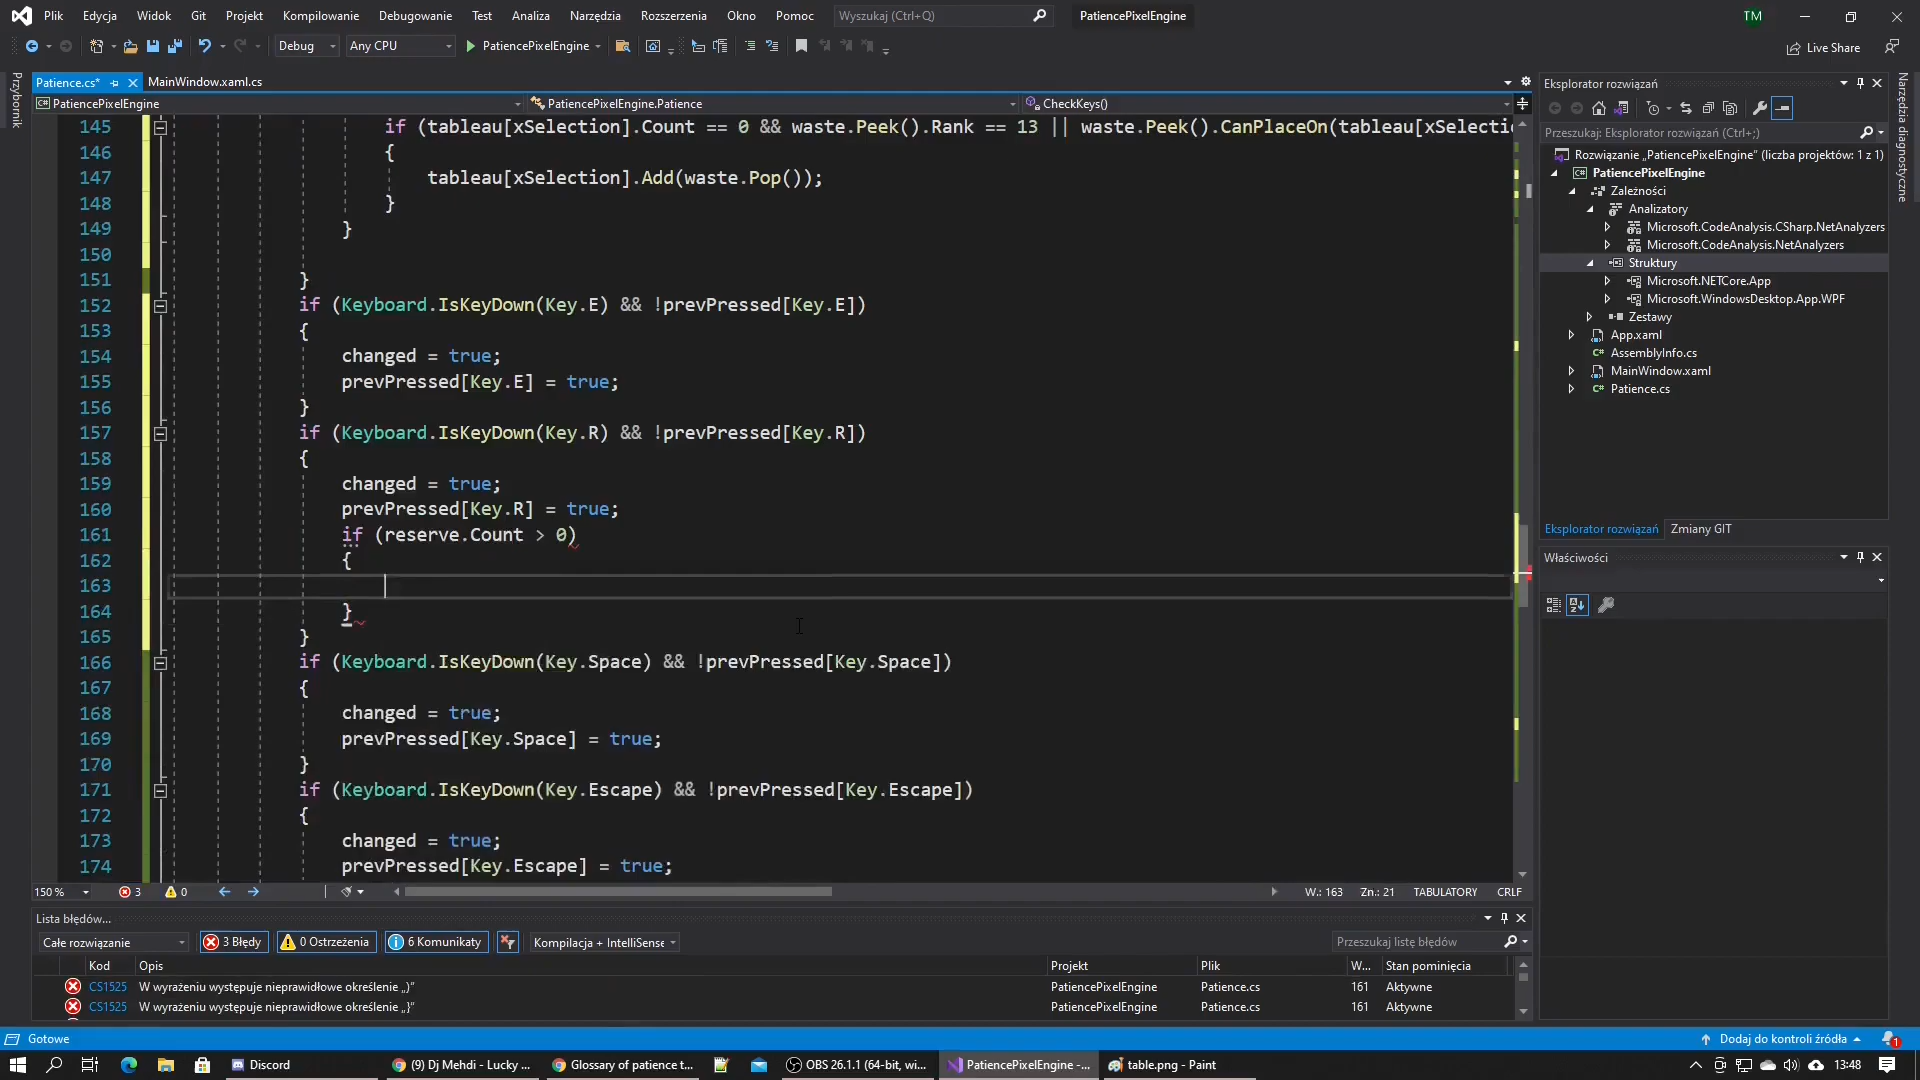 Plik Edycja Widok Git Projekt Kompilowanie Debugowanie Test Analiza Narzędzia Rozszerzenia Okno Pomoc Wyszukaj (Ctrl+Q) PatiencePixelEngine TM
Debug Any CPU PatiencePixelEngine Live Share
Przybornik
Patience.cs* MainWindow.xaml.cs
PatiencePixelEngine PatiencePixelEngine.Patience CheckKeys()
145 if (tableau[xSelection].Count == 0 && waste.Peek().Rank == 13 || waste.Peek().CanPlaceOn(tableau[xSelecti
146 {
147 tableau[xSelection].Add(waste.Pop());
148 }
149 }
150
151 }
152 if (Keyboard.IsKeyDown(Key.E) && !prevPressed[Key.E])
153 {
154 changed = true;
155 prevPressed[Key.E] = true;
156 }
157 if (Keyboard.IsKeyDown(Key.R) && !prevPressed[Key.R])
158 {
159 changed = true;
160 prevPressed[Key.R] = true;
161 if (reserve.Count > 0)
162 {
163
164 }
165 }
166 if (Keyboard.IsKeyDown(Key.Space) && !prevPressed[Key.Space])
167 {
168 changed = true;
169 prevPressed[Key.Space] = true;
170 }
171 if (Keyboard.IsKeyDown(Key.Escape) && !prevPressed[Key.Escape])
172 {
173 changed = true;
174 prevPressed[Key.Escape] = true;
150 % 3 0 W.: 163 Zn.: 21 TABULATORY CRLF
Lista błędów...
Całe rozwiązanie 3 Błędy 0 Ostrzeżenia 6 Komunikaty Kompilacja + IntelliSense Przeszukaj listę błędów
Kod Opis Projekt Plik W... Stan pominięcia
CS1525 W wyrażeniu występuje nieprawidłowe określenie „)” PatiencePixelEngine Patience.cs 161 Aktywne
CS1525 W wyrażeniu występuje nieprawidłowe określenie „}” PatiencePixelEngine Patience.cs 161 Aktywne
Eksplorator rozwiązań
Przeszukaj: Eksplorator rozwiązań (Ctrl+;)
Rozwiązanie „PatiencePixelEngine” (liczba projektów: 1 z 1)
PatiencePixelEngine
Zależności
Analizatory
Microsoft.CodeAnalysis.CSharp.NetAnalyzers
Microsoft.CodeAnalysis.NetAnalyzers
Struktury
Microsoft.NETCore.App
Microsoft.WindowsDesktop.App.WPF
Zestawy
App.xaml
AssemblyInfo.cs
MainWindow.xaml
Patience.cs
Eksplorator rozwiązań Zmiany GIT
Właściwości
Narzędzia diagnostyczne
Gotowe Dodaj do kontroli źródła 1
Discord (9) Dj Mehdi - Lucky ... Glossary of patience t... OBS 26.1.1 (64-bit, wi... PatiencePixelEngine -... table.png - Paint 13:48